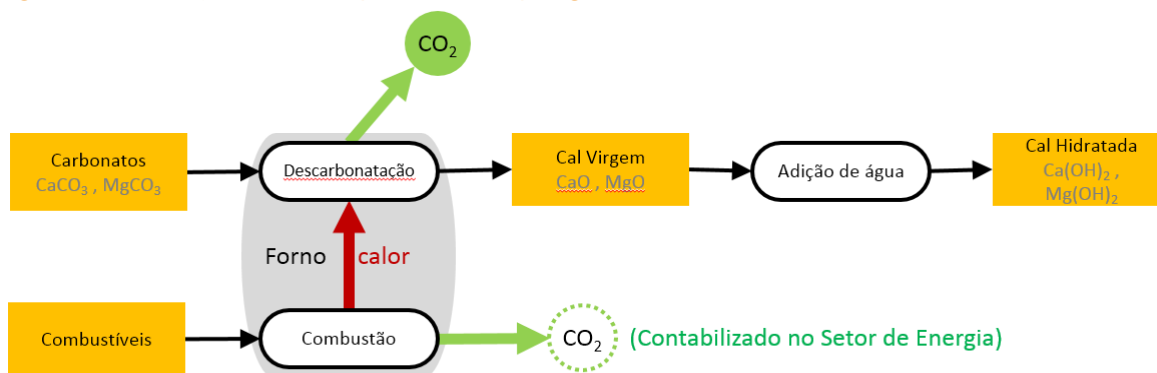 CO₂
Carbonatos
CaCO₃ , MgCO₃
Descarbonatação
Cal Virgem
CaO , MgO
Adição de água
Cal Hidratada
Ca(OH)₂ ,
Mg(OH)₂
Forno calor
Combustíveis
Combustão
CO₂ (Contabilizado no Setor de Energia)